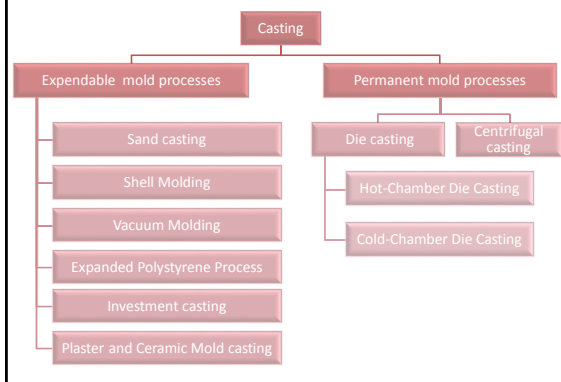 Casting
Expendable mold processes
Permanent mold processes
Sand casting
Shell Molding
Vacuum Molding
Expanded Polystyrene Process
Investment casting
Plaster and Ceramic Mold casting
Die casting
Centrifugal
casting
Hot-Chamber Die Casting
Cold-Chamber Die Casting